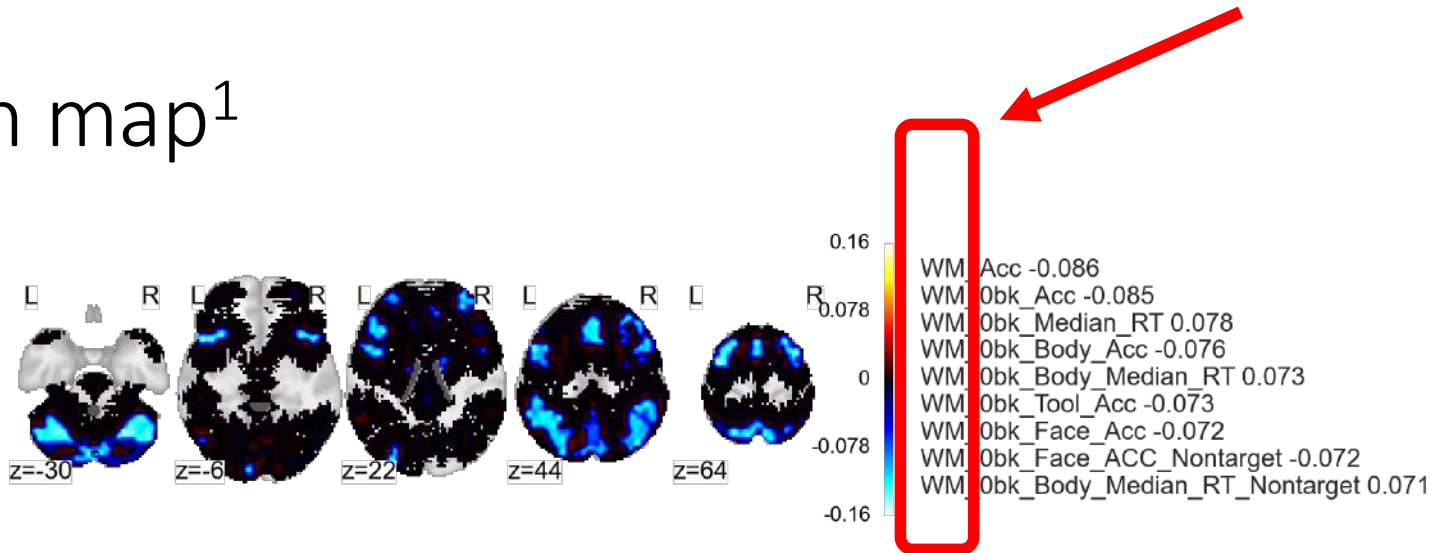 n map1
L R L R L R L R L R
z=-30 z=-6 z=22 z=44 z=64
0.16
0.078
0
-0.078
-0.16
WM_Acc -0.086
WM_0bk_Acc -0.085
WM_0bk_Median_RT 0.078
WM_0bk_Body_Acc -0.076
WM_0bk_Body_Median_RT 0.073
WM_0bk_Tool_Acc -0.073
WM_0bk_Face_Acc -0.072
WM_0bk_Face_ACC_Nontarget -0.072
WM_0bk_Body_Median_RT_Nontarget 0.071